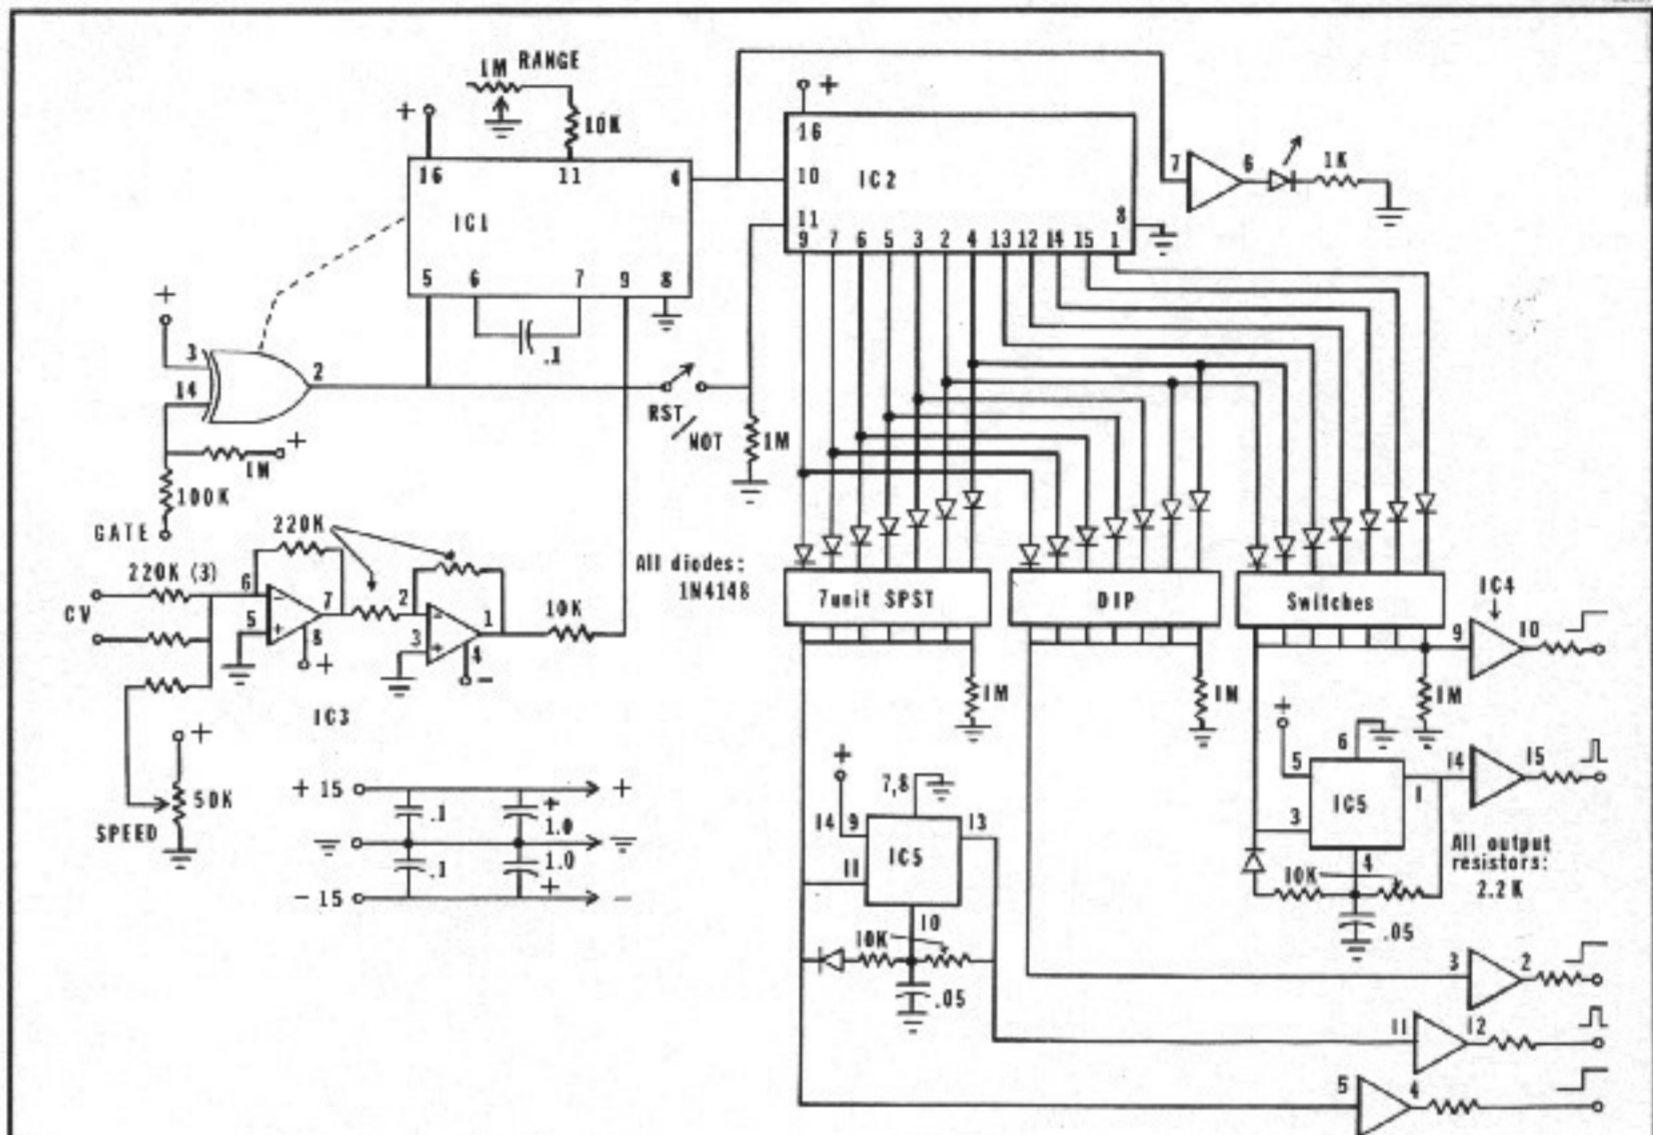 1M RANGE
10K
+
16
11
4
IC1
5
6
7
9
8
.1
+
3
14
2
1M
+
100K
GATE
RST
/
NOT
1M
+
16
10
IC2
11
8
9 7 6 5 3 2 4 13 12 14 15 1
7
6
1K
220K
220K (3)
CV
6
5
7
8
+
2
3
1
4
-
10K
IC3
All diodes:
1N4148
7unit SPST
DIP
Switches
IC4
9
10
1M
1M
1M
+
50K
SPEED
+15
+
.1
+
1.0
.1
1.0
+
-15
-
+
14
9
7,8
13
IC5
11
10
10K
.05
+
5
6
14
15
1
IC5
3
4
10K
.05
All output
resistors:
2.2K
3
2
11
12
5
4